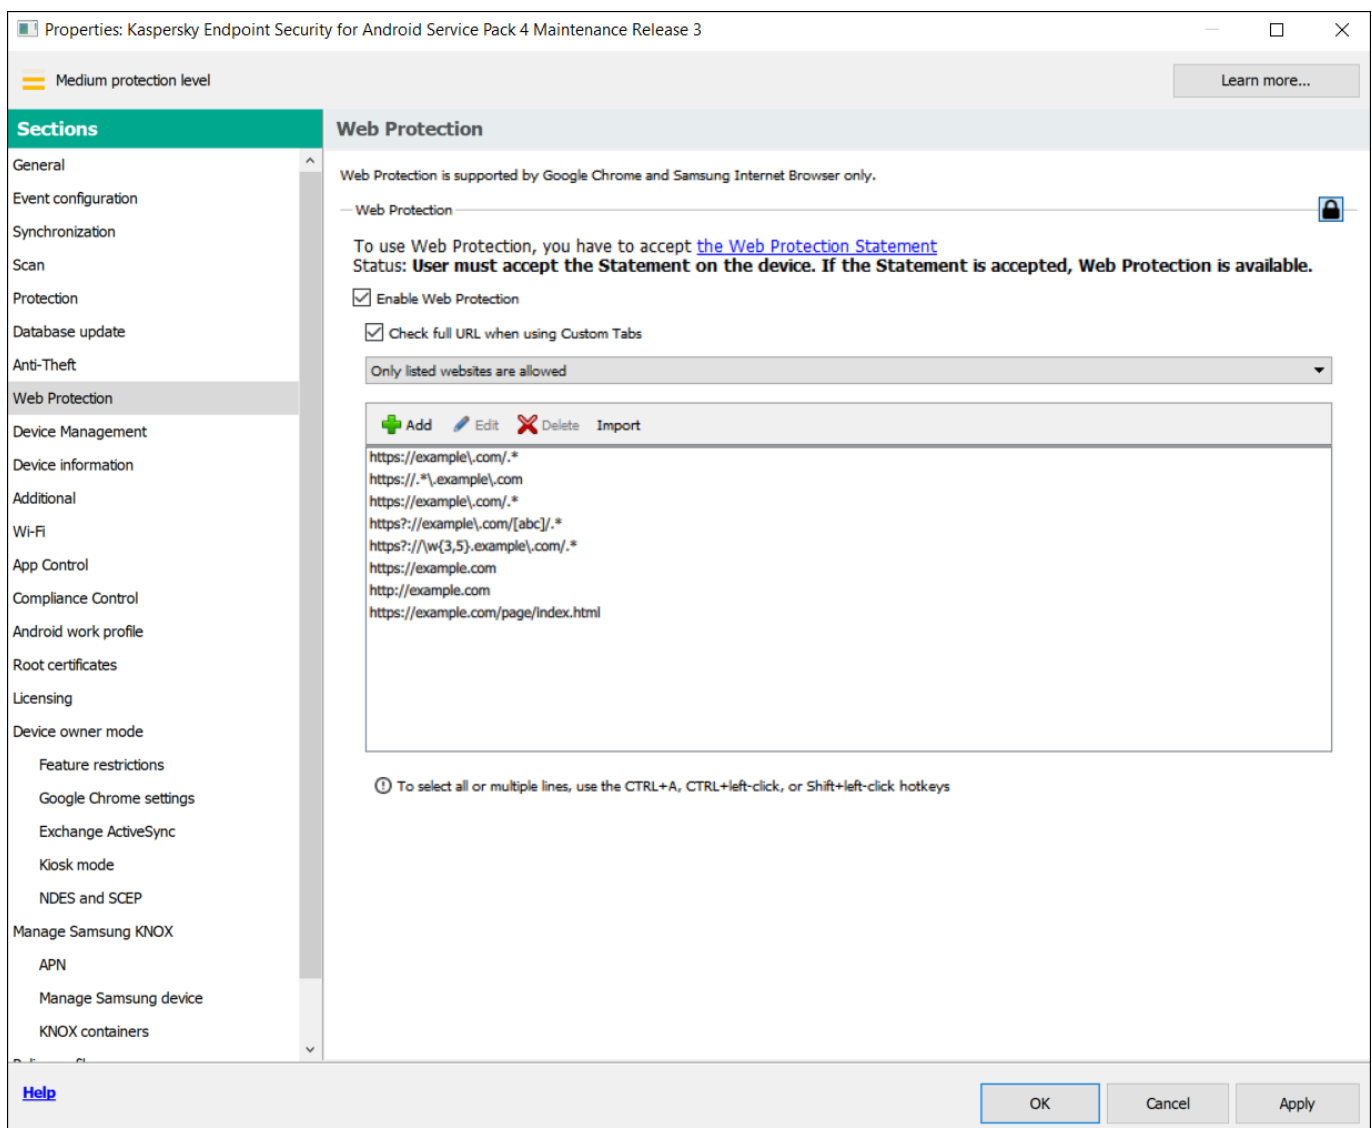 Properties: Kaspersky Endpoint Security for Android Service Pack 4 Maintenance Release 3
Medium protection level
Learn more...
Sections
General
Event configuration
Synchronization
Scan
Protection
Database update
Anti-Theft
Web Protection
Device Management
Device information
Additional
Wi-Fi
App Control
Compliance Control
Android work profile
Root certificates
Licensing
Device owner mode
Feature restrictions
Google Chrome settings
Exchange ActiveSync
Kiosk mode
NDES and SCEP
Manage Samsung KNOX
APN
Manage Samsung device
KNOX containers
Web Protection
Web Protection is supported by Google Chrome and Samsung Internet Browser only.
Web Protection
To use Web Protection, you have to accept the Web Protection Statement
Status: User must accept the Statement on the device. If the Statement is accepted, Web Protection is available.
Enable Web Protection
Check full URL when using Custom Tabs
Only listed websites are allowed
Add Edit Delete Import
https://example\.com/.*
https://.*\.example\.com
https://example\.com/.*
https?://example\.com/[abc]/.*
https?://\w{3,5}.example\.com/.*
https://example.com
http://example.com
https://example.com/page/index.html
To select all or multiple lines, use the CTRL+A, CTRL+left-click, or Shift+left-click hotkeys
Help
OK Cancel Apply